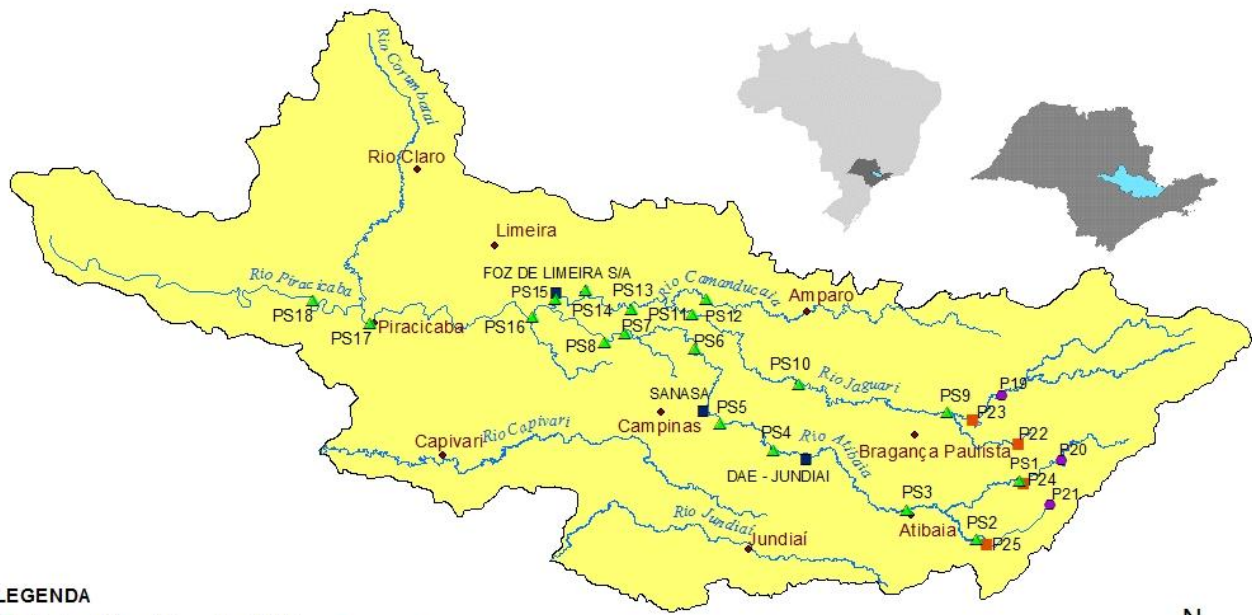 Rio Corumbataí
Rio Claro
Limeira
FOZ DE LIMEIRA S/A
Rio Piracicaba
PS18
PS17
Piracicaba
PS16
PS15
PS14
PS13
Rio Camanducaia
PS11
PS12
Amparo
PS8
PS7
PS6
PS10
Rio Jaguari
PS9
P19
P23
SANASA
PS5
Campinas
PS4
Rio Atibaia
Bragança Paulista
P22
P20
Capivari
Rio Capivari
DAE - JUNDIAI
PS1
P24
P21
PS3
Atibaia
PS2
P25
Rio Jundiaí
Jundiaí
LEGENDA
N